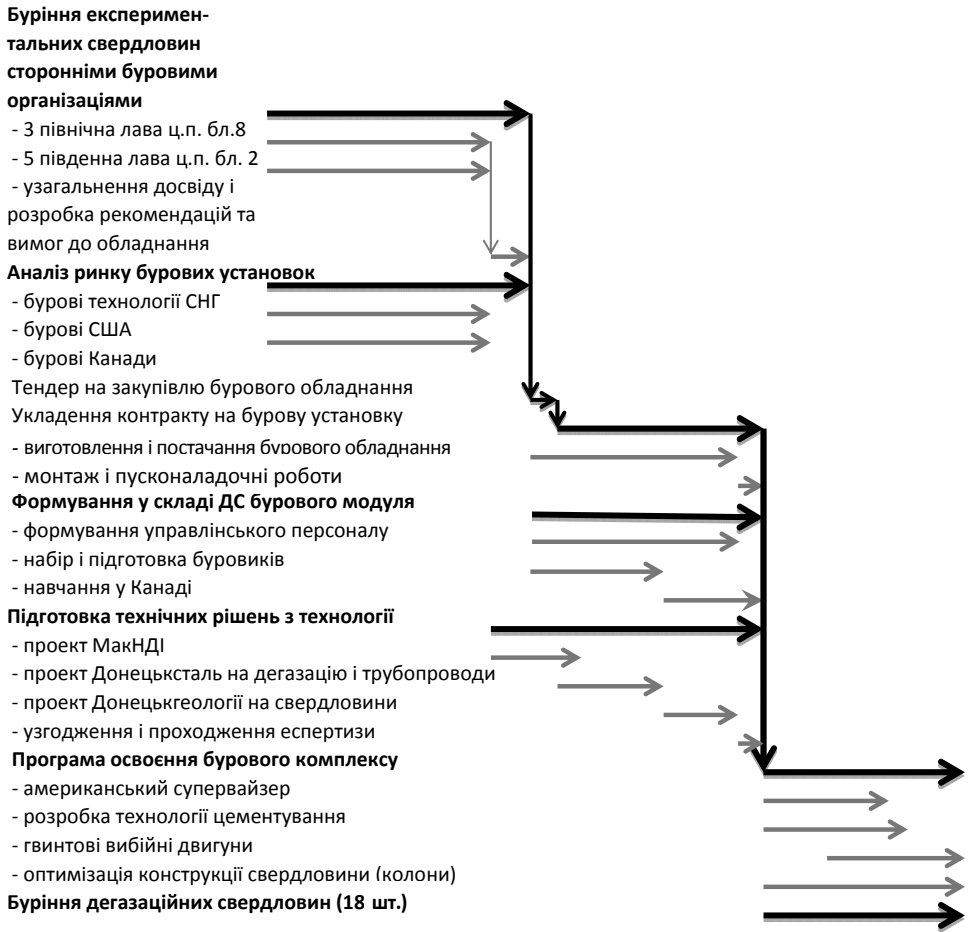 Буріння експеримен-
тальних свердловин
сторонніми буровими
організаціями
- 3 північна лава ц.п. бл.8
- 5 південна лава ц.п. бл. 2
- узагальнення досвіду і
розробка рекомендацій та
вимог до обладнання
Аналіз ринку бурових установок
- бурові технології СНГ
- бурові США
- бурові Канади
Тендер на закупівлю бурового обладнання
Укладення контракту на бурову установку
- виготовлення і постачання бурового обладнання
- монтаж і пусконаладочні роботи
Формування у складі ДС бурового модуля
- формування управлінського персоналу
- набір і підготовка буровиків
- навчання у Канаді
Підготовка технічних рішень з технології
- проект МакНДІ
- проект Донецьксталь на дегазацію і трубопроводи
- проект Донецькгеології на свердловини
- узгодження і проходження еспертизи
Програма освоєння бурового комплексу
- американський супервайзер
- розробка технології цементування
- гвинтові вибійні двигуни
- оптимізація конструкції свердловини (колони)
Буріння дегазаційних свердловин (18 шт.)